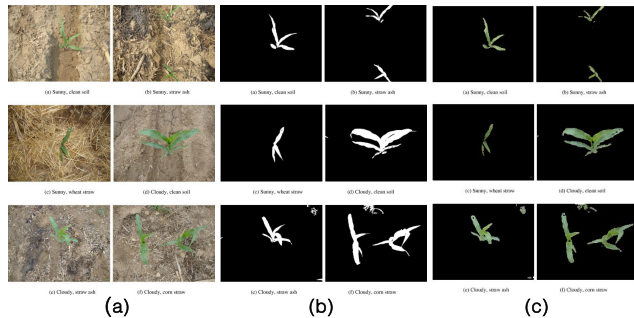 (a) Sunny, clean soil
(b) Sunny, straw ash
(c) Sunny, wheat straw
(d) Cloudy, clean soil
(e) Cloudy, straw ash
(f) Cloudy, corn straw
(a)
(a) Sunny, clean soil
(b) Sunny, straw ash
(c) Sunny, wheat straw
(d) Cloudy, clean soil
(e) Cloudy, straw ash
(f) Cloudy, corn straw
(b)
(a) Sunny, clean soil
(b) Sunny, straw ash
(c) Sunny, wheat straw
(d) Cloudy, clean soil
(e) Cloudy, straw ash
(f) Cloudy, corn straw
(c)